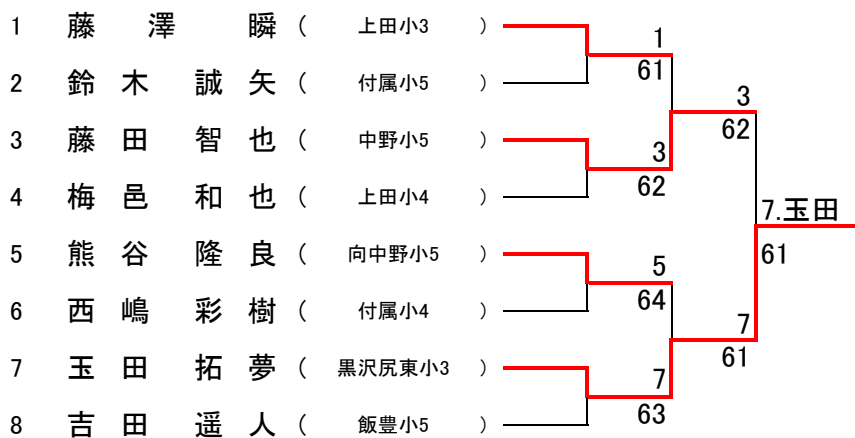 1 藤澤 瞬 ( 上田小3 )
2 鈴木 誠矢 ( 付属小5 )
3 藤田 智也 ( 中野小5 )
4 梅邑 和也 ( 上田小4 )
5 熊谷 隆良 ( 向中野小5 )
6 西嶋 彩樹 ( 付属小4 )
7 玉田 拓夢 ( 黒沢尻東小3 )
8 吉田 遥人 ( 飯豊小5 )
1
61
3
62
5
64
7
63
3
62
7
61
7.玉田
61